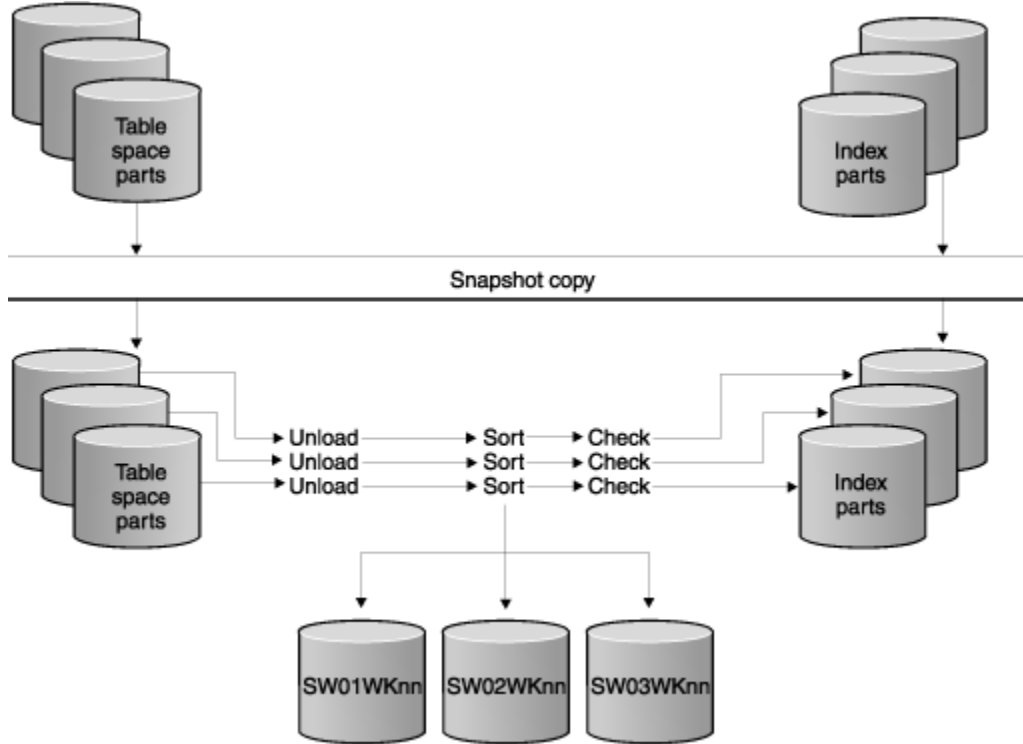 Table
space
parts
Index
parts
Snapshot copy
Unload Sort Check
Unload Sort Check
Unload Sort Check
Table
space
parts
Index
parts
SW01WKnn SW02WKnn SW03WKnn